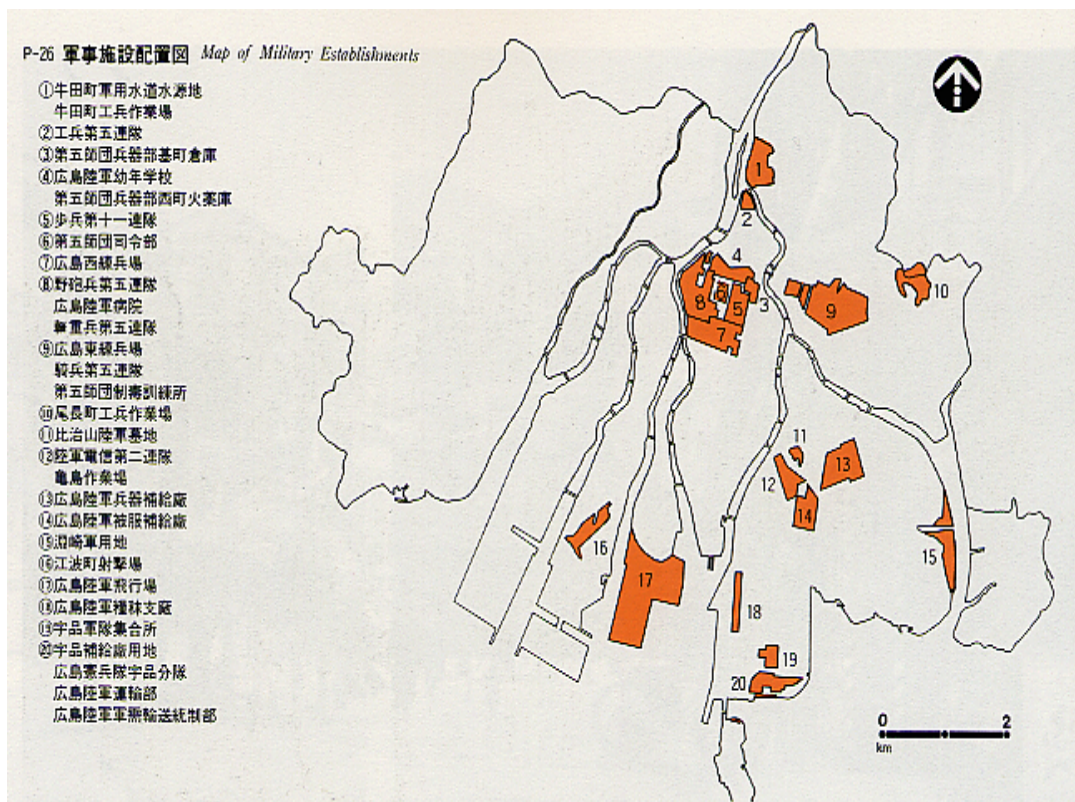 P-26 軍事施設配置図 Map of Military Establishments
①牛田町軍用水道水源地
牛田町工兵作業場
②工兵第五連隊
③第五師団兵器部基町倉庫
④広島陸軍幼年学校
第五師団兵器部西町火薬庫
⑤歩兵第十一連隊
⑥第五師団司令部
⑦広島西練兵場
⑧野砲兵第五連隊
広島陸軍病院
輜重兵第五連隊
⑨広島東練兵場
騎兵第五連隊
第五師団制毒訓練所
⑩尾長町工兵作業場
⑪比治山陸軍墓地
⑫陸軍電信第二連隊
亀島作業場
⑬広島陸軍兵器補給廠
⑭広島陸軍被服補給廠
⑮淵崎軍用地
⑯江波町射撃場
⑰広島陸軍飛行場
⑱広島陸軍糧秣支廠
⑲宇品軍隊集合所
⑳宇品補給廠用地
広島憲兵隊宇品分隊
広島陸軍運輸部
広島陸軍軍需輸送統制部
1
2
4
10
6
3
8
5
9
7
11
13
12
14
16
15
17
18
19
20
0 2
km